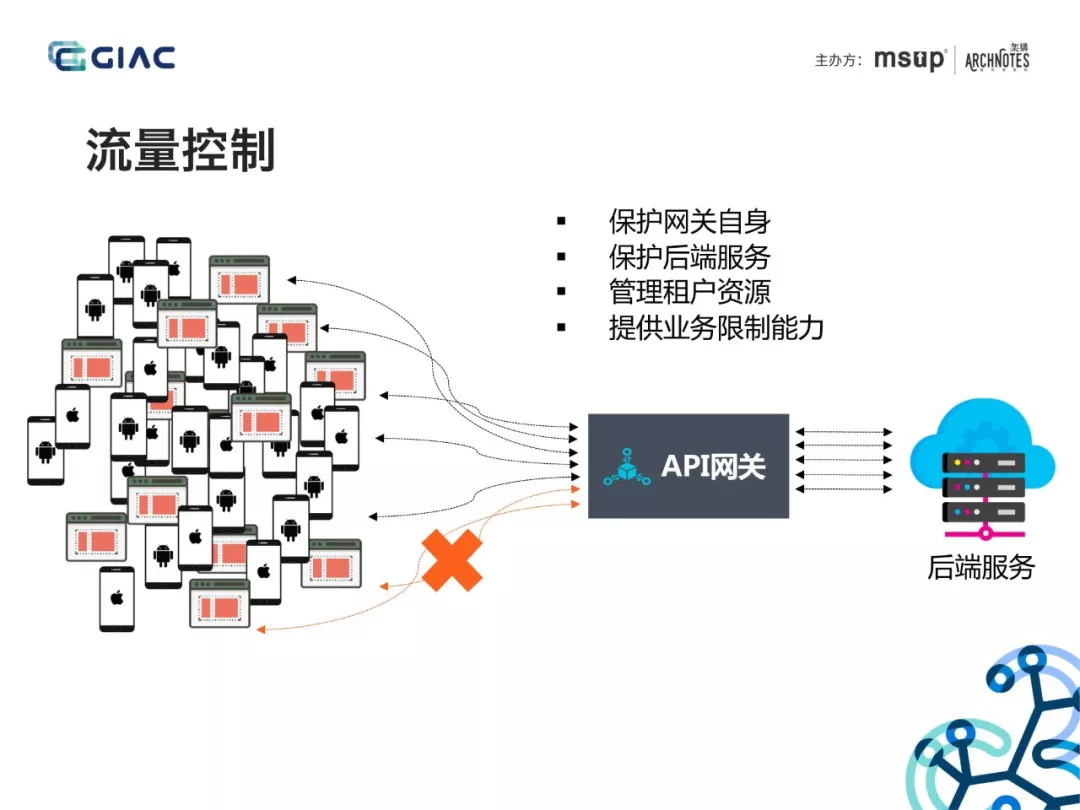 GIAC
主办方：
msup
架構
ARCHNOTES
流量控制
▪ 保护网关自身
▪ 保护后端服务
▪ 管理租户资源
▪ 提供业务限制能力
API网关
后端服务